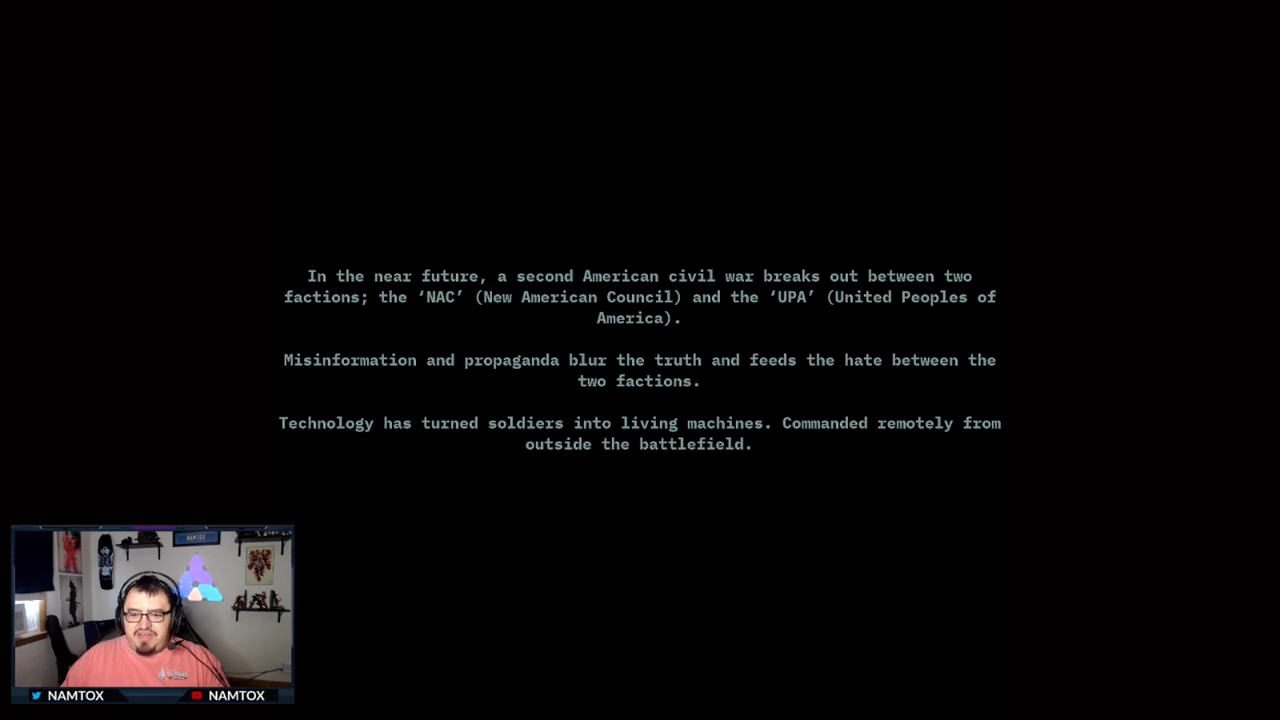 In the near future, a second American civil war breaks out between two
factions; the ‘NAC’ (New American Council) and the ‘UPA’ (United Peoples of
America).
Misinformation and propaganda blur the truth and feeds the hate between the
two factions.
Technology has turned soldiers into living machines. Commanded remotely from
outside the battlefield.
NAMTOX
NAMTOX
NAMTOX